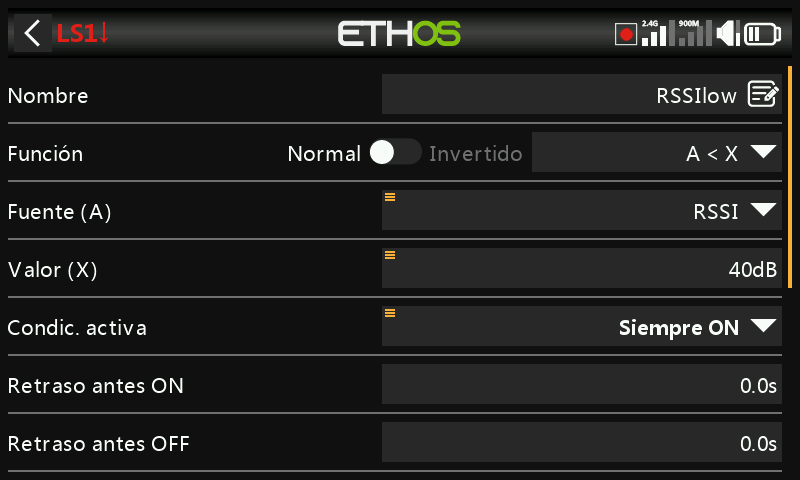 LS1↓ ETHOS 2.4G 900M
Nombre RSSIlow
Función Normal Invertido A < X
Fuente (A) RSSI
Valor (X) 40dB
Condic. activa Siempre ON
Retraso antes ON 0.0s
Retraso antes OFF 0.0s